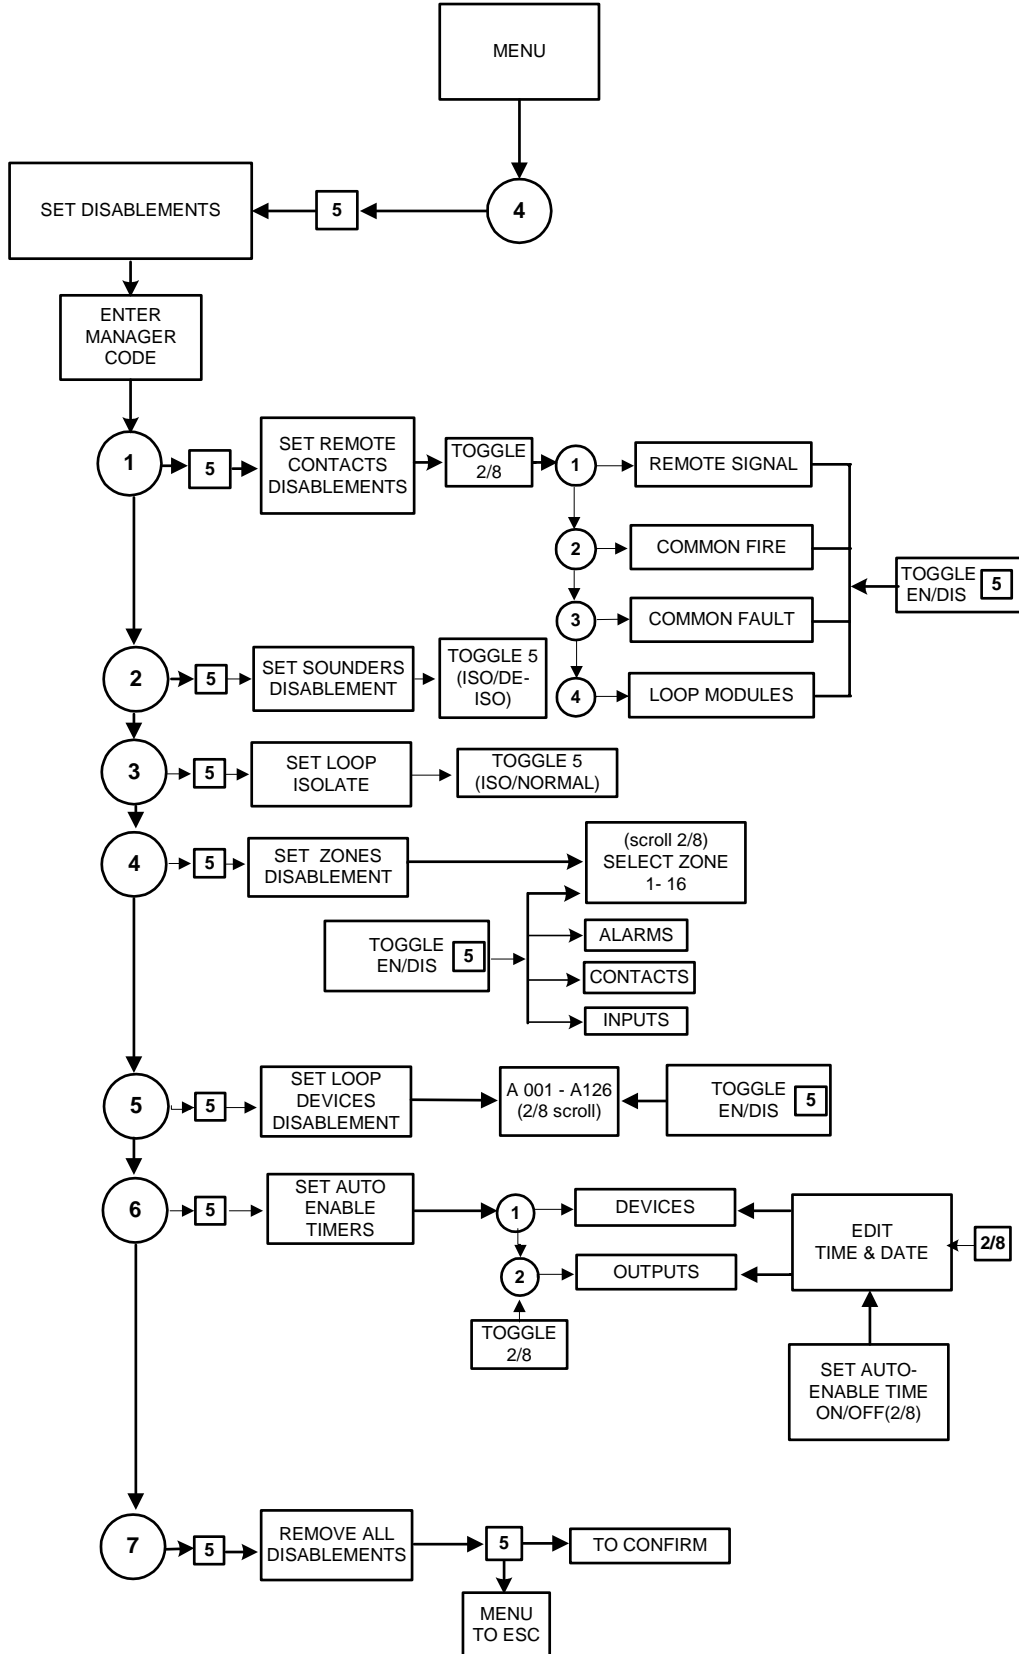 MENU
4
5
SET DISABLEMENTS
ENTER
MANAGER
CODE
1
5
SET REMOTE
CONTACTS
DISABLEMENTS
TOGGLE
2/8
1
REMOTE SIGNAL
2
COMMON FIRE
3
COMMON FAULT
4
LOOP MODULES
TOGGLE
EN/DIS
5
2
5
SET SOUNDERS
DISABLEMENT
TOGGLE 5
(ISO/DE-
ISO)
3
5
SET LOOP
ISOLATE
TOGGLE 5
(ISO/NORMAL)
4
5
SET ZONES
DISABLEMENT
(scroll 2/8)
SELECT ZONE
1- 16
TOGGLE
EN/DIS
5
ALARMS
CONTACTS
INPUTS
5
5
SET LOOP
DEVICES
DISABLEMENT
A 001 - A126
(2/8 scroll)
TOGGLE
EN/DIS
5
6
5
SET AUTO
ENABLE
TIMERS
1
DEVICES
2
OUTPUTS
TOGGLE
2/8
EDIT
TIME & DATE
2/8
SET AUTO-
ENABLE TIME
ON/OFF(2/8)
7
5
REMOVE ALL
DISABLEMENTS
5
TO CONFIRM
MENU
TO ESC